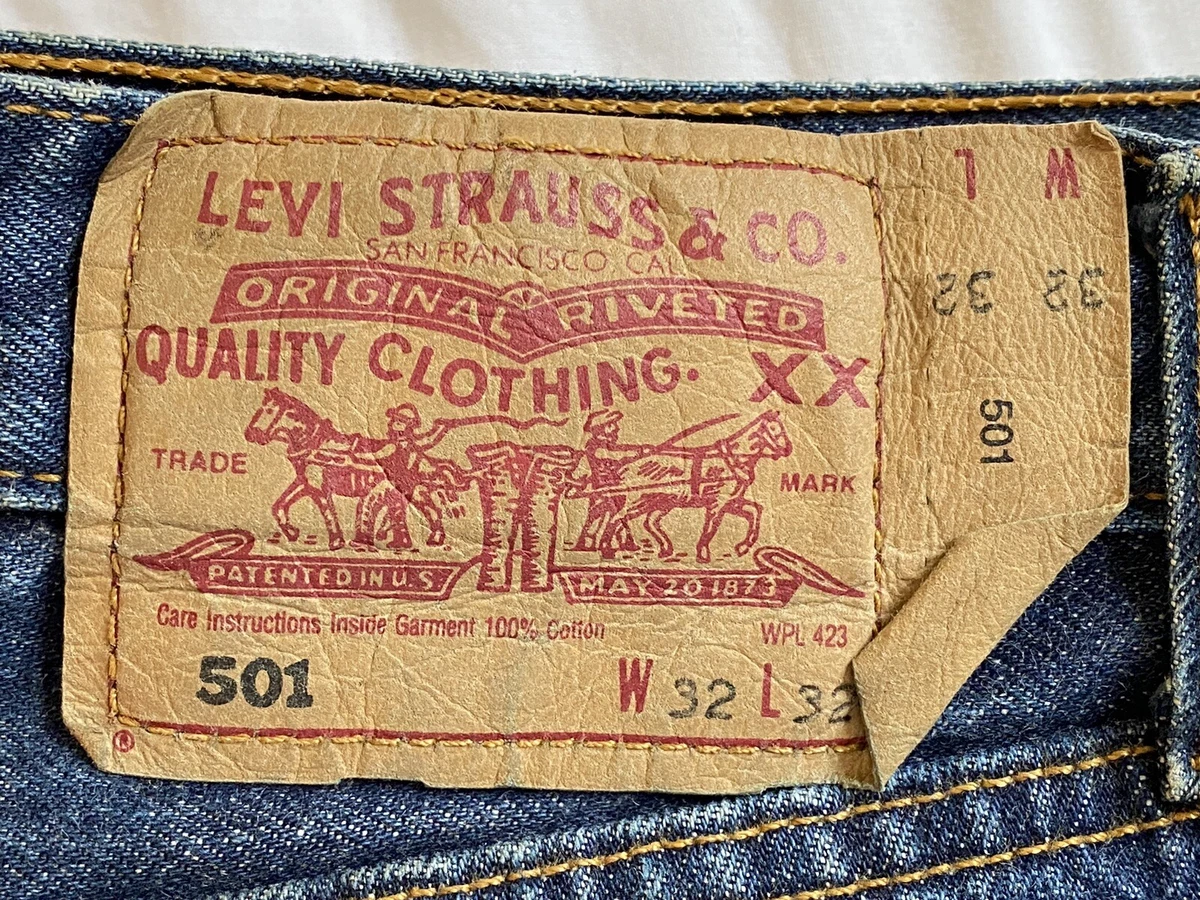 LEVI STRAUSS & CO.
SAN FRANCISCO, CAL
ORIGINAL RIVETED
QUALITY CLOTHING. XX
TRADE MARK
PATENTED IN U.S MAY 20 1873
Care Instructions Inside Garment 100% Cotton WPL 423
501 W 32 L 32
®
W L
32 32
501